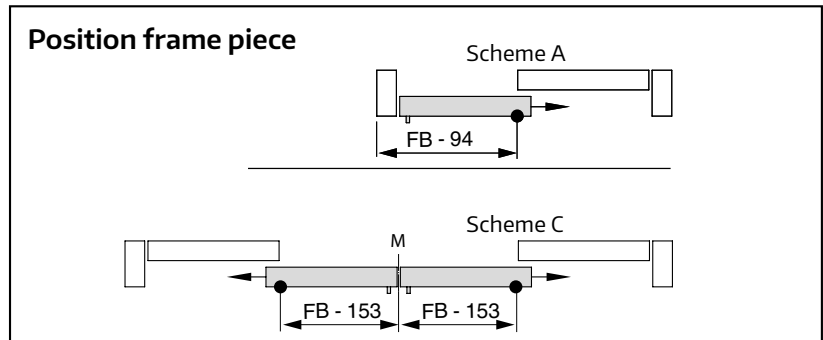 Position frame piece
Scheme A
FB - 94
Scheme C
M
FB - 153 FB - 153